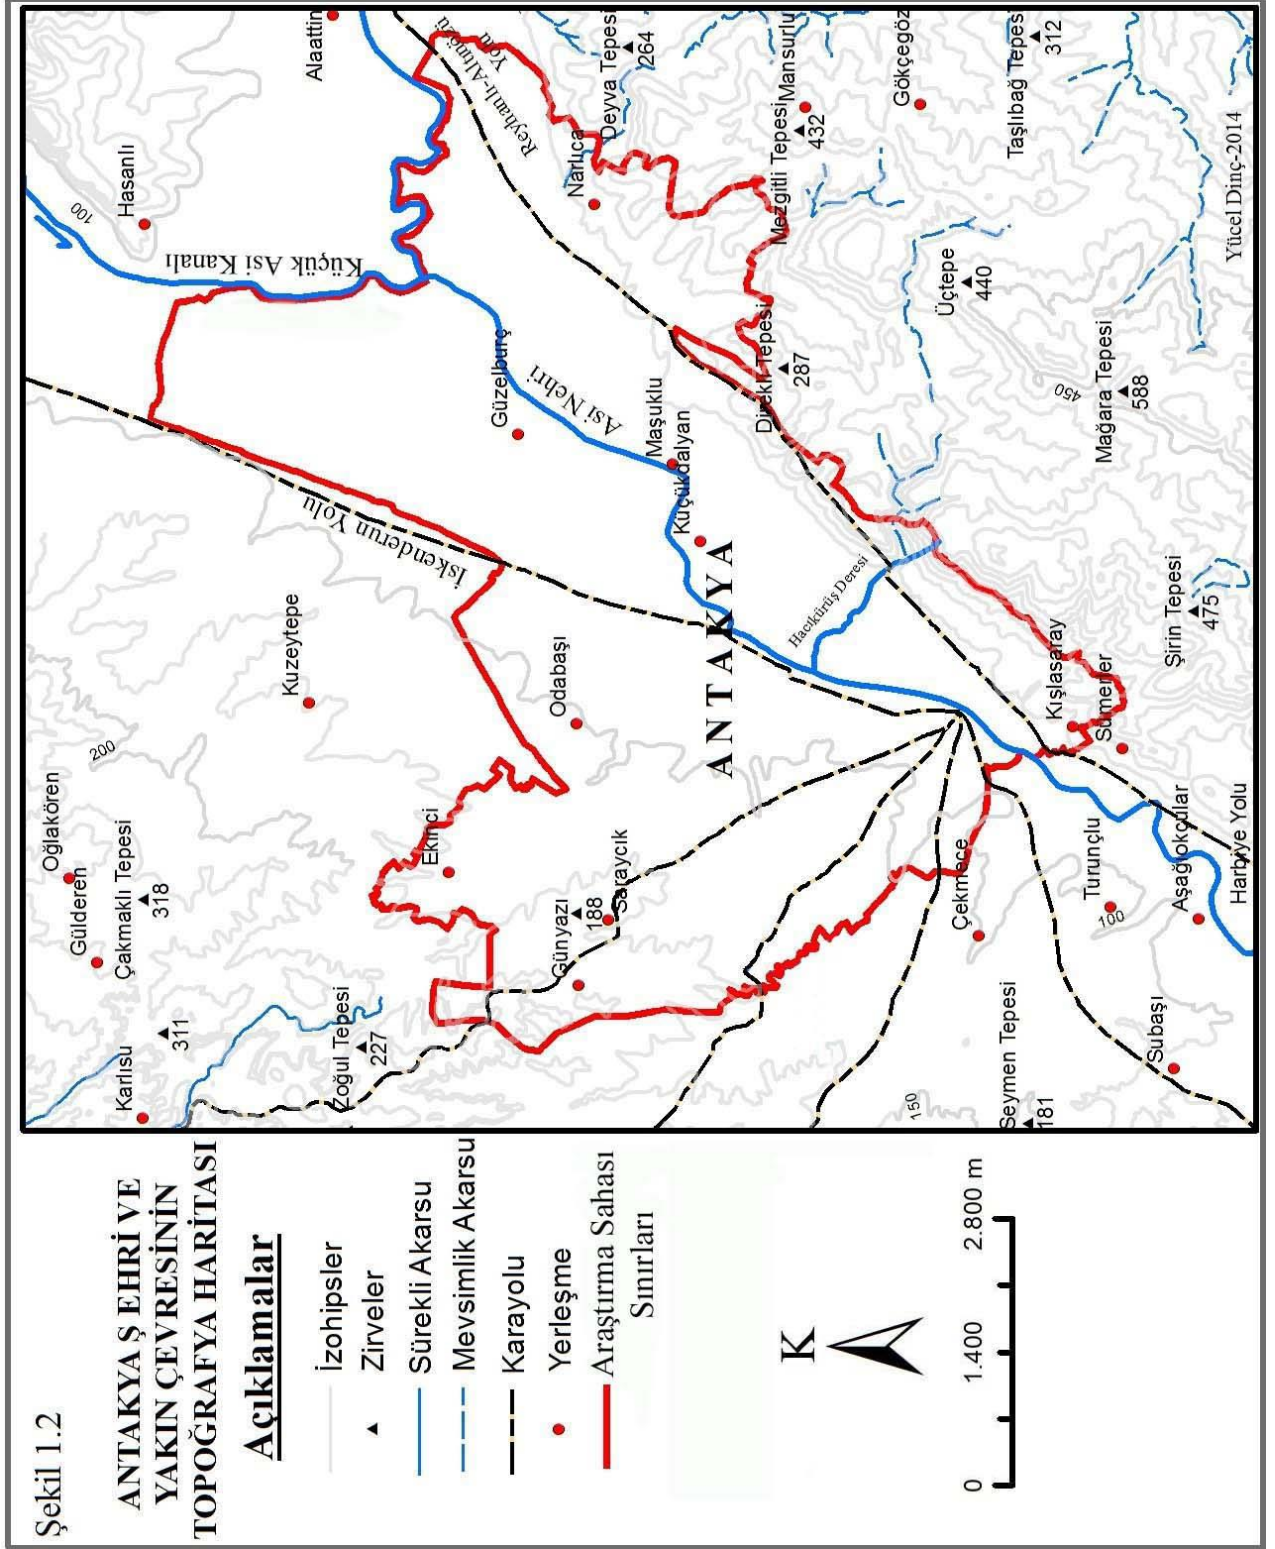 Şekil 1.2
ANTAKYA Ş EHRİ VE
YAKIN ÇEVRESİNİN
TOPOĞRAFYA HARİTASI
Açıklamalar
İzohipsler
Zirveler
Sürekli Akarsu
Mevsimlik Akarsu
Karayolu
Yerleşme
Araştırma Sahası
Sınırları
K
0
1.400
2.800 m
Karlısu
311
Gülderen
Oğlakören
Çakmaklı Tepesi
318
200
Zoğul Tepesi
227
Kuzeytepe
Ekinci
Hasanlı
100
Alaattin
Küçük Asi Kanalı
İskenderun Yolu
Reyhanlı-Altınözü
Yolu
Güzelburç
Asi Nehri
Odabaşı
Günyazı
188
Saraycık
Maşuklu
Küçükdalyan
Narlıca
Deyva Tepesi
264
ANTAKYA
Mansurlu
Mezgitli Tepesi
432
Direkli Tepesi
287
Hacıkürüş Deresi
Gökçegöz
Üçtepe
440
Taşlıbağ Tepesi
312
150
Seymen Tepesi
181
Çekmece
Kışlasaray
Sümerler
450
Mağara Tepesi
588
Turunçlu
100
Subaşı
Aşağıokçular
Şirin Tepesi
475
Harbiye Yolu
Yücel Dinç-2014